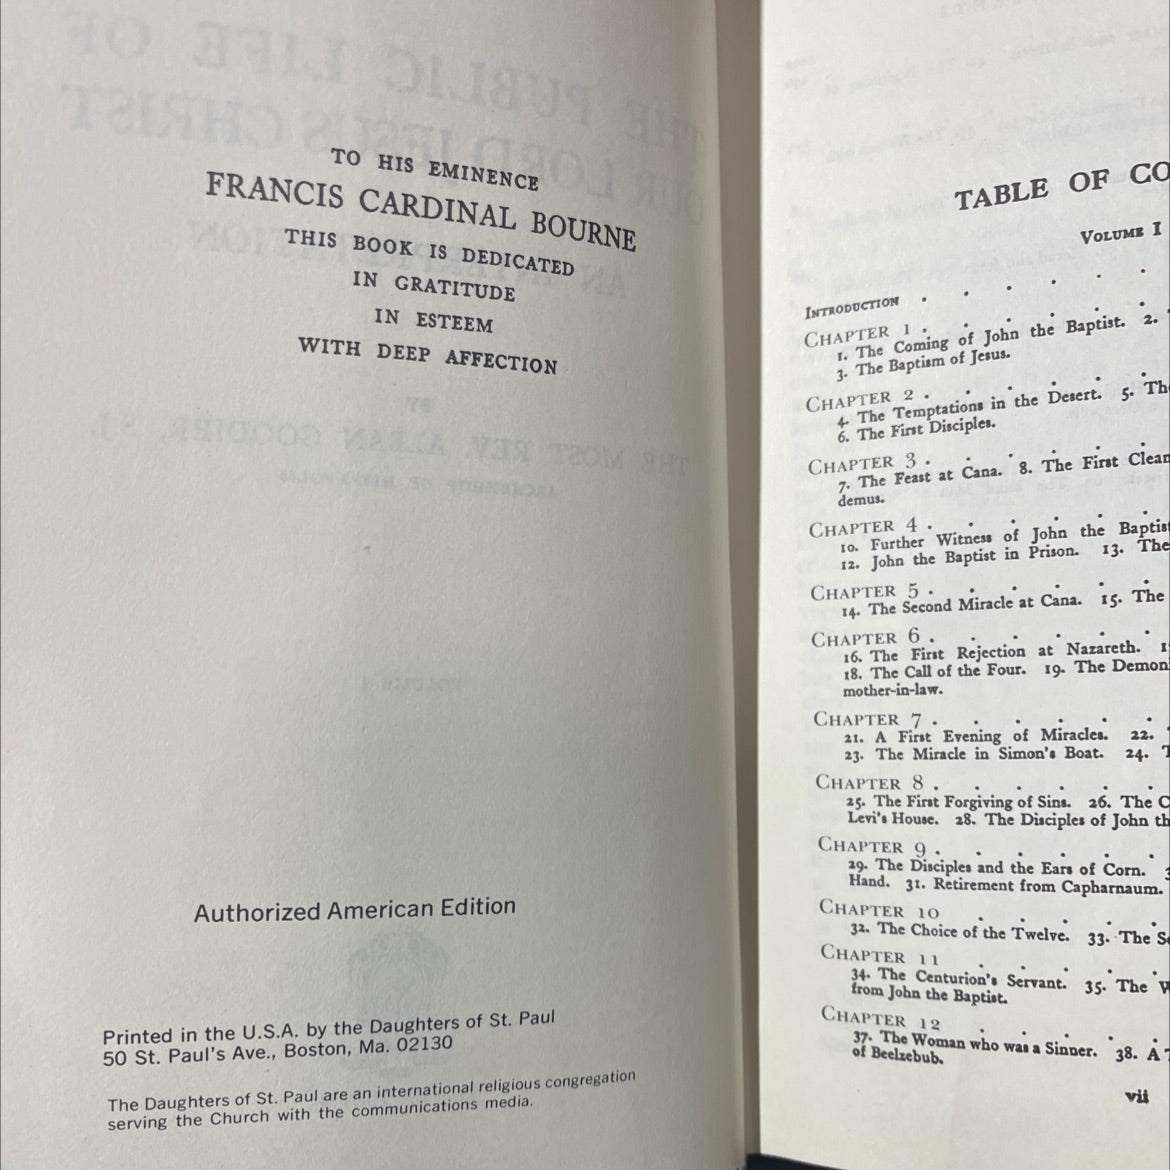 TO HIS EMINENCE
FRANCIS CARDINAL BOURNE
THIS BOOK IS DEDICATED
IN GRATITUDE
IN ESTEEM
WITH DEEP AFFECTION
Authorized American Edition
Printed in the U.S.A. by the Daughters of St. Paul
50 St. Paul's Ave., Boston, Ma. 02130
The Daughters of St. Paul are an international religious congregation
serving the Church with the communications media.
TABLE OF CO
VOLUME I
INTRODUCTION . . . . . .
CHAPTER 1 . . . . . .
1. The Coming of John the Baptist. 2.
3. The Baptism of Jesus.
CHAPTER 2 . . . . . .
4. The Temptations in the Desert. 5. Th
6. The First Disciples.
CHAPTER 3 . . . . . .
7. The Feast at Cana. 8. The First Clean
demus.
CHAPTER 4 . . . . . .
10. Further Witness of John the Baptis
12. John the Baptist in Prison. 13. The
CHAPTER 5 . . . . . .
14. The Second Miracle at Cana. 15. The
CHAPTER 6 . . . . . .
16. The First Rejection at Nazareth. 1
18. The Call of the Four. 19. The Demon
mother-in-law.
CHAPTER 7 . . . . . .
21. A First Evening of Miracles. 22.
23. The Miracle in Simon's Boat. 24. T
CHAPTER 8 . . . . . .
25. The First Forgiving of Sins. 26. The C
Levi's House. 28. The Disciples of John th
CHAPTER 9 . . . . . .
29. The Disciples and the Ears of Corn. 3
Hand. 31. Retirement from Capharnaum.
CHAPTER 10 . . . . .
32. The Choice of the Twelve. 33. The Se
CHAPTER 11 . . . . .
34. The Centurion's Servant. 35. The W
from John the Baptist.
CHAPTER 12 . . . . .
37. The Woman who was a Sinner. 38. A T
of Beelzebub.
vii